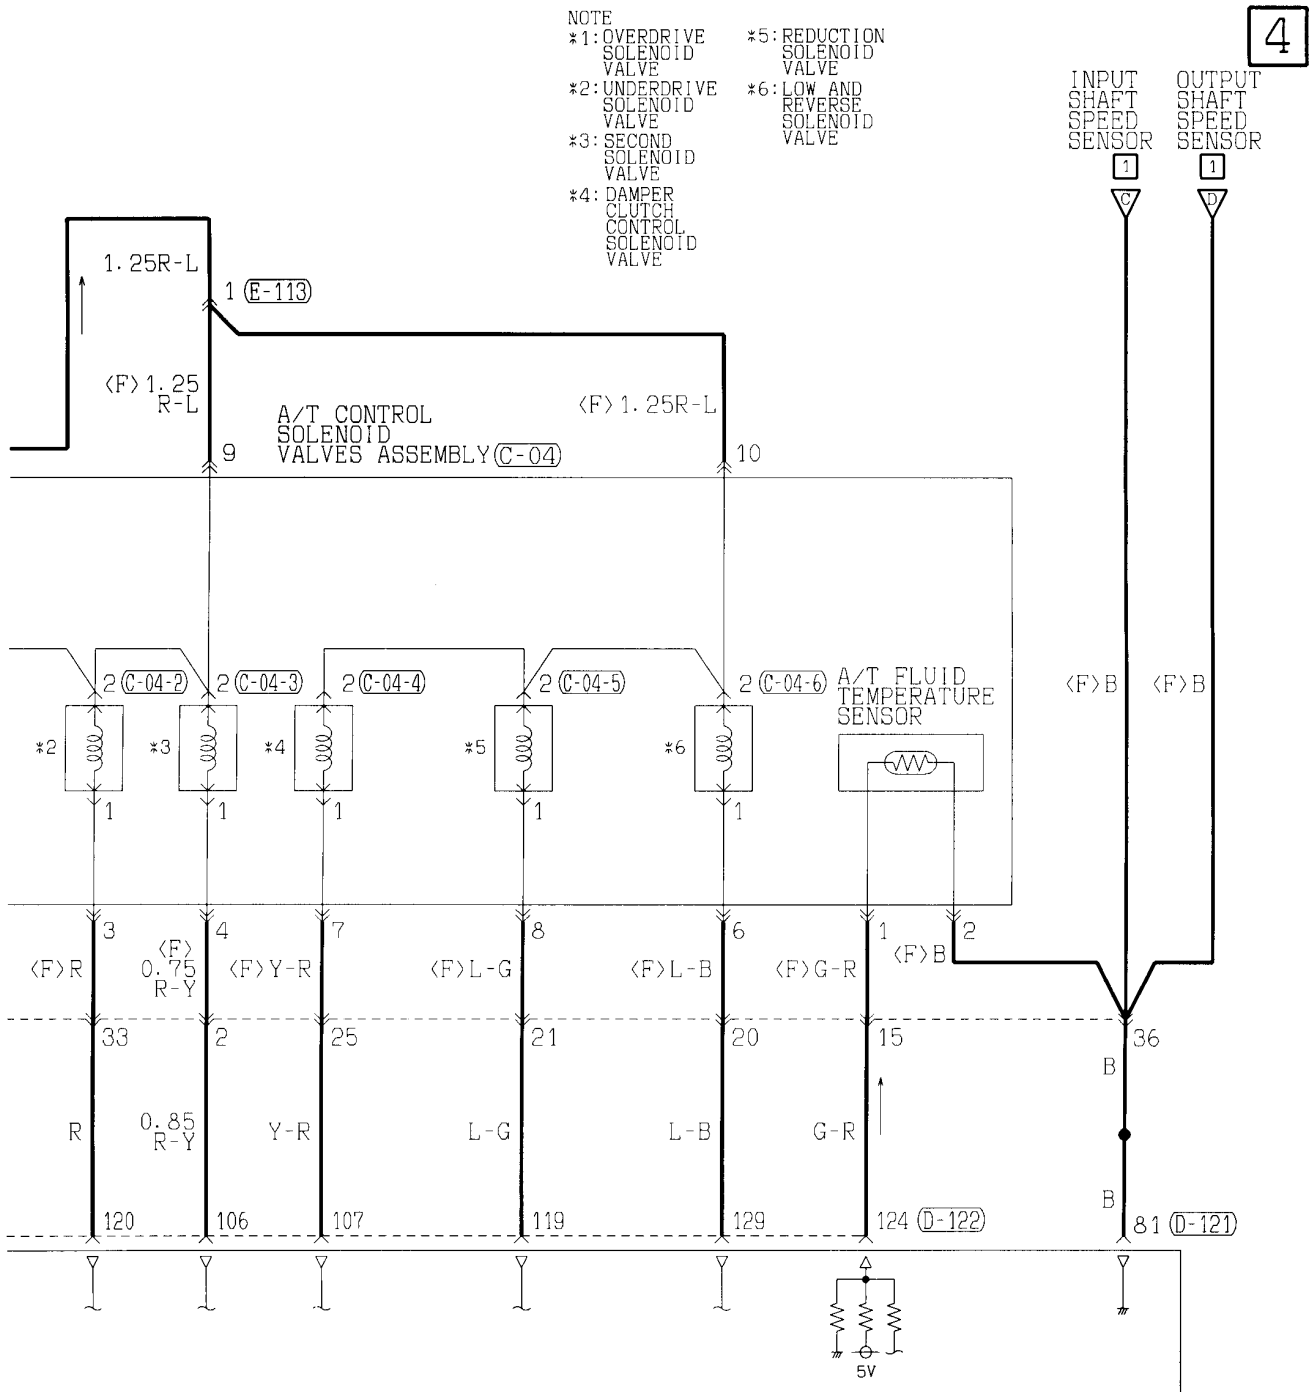 NOTE
*1: OVERDRIVE
SOLENOID
VALVE
*2: UNDERDRIVE
SOLENOID
VALVE
*3: SECOND
SOLENOID
VALVE
*4: DAMPER
CLUTCH
CONTROL
SOLENOID
VALVE
*5: REDUCTION
SOLENOID
VALVE
*6: LOW AND
REVERSE
SOLENOID
VALVE
4
INPUT
SHAFT
SPEED
SENSOR
1
C
OUTPUT
SHAFT
SPEED
SENSOR
1
D
1.25R-L
1 (E-113)
<F>1.25
R-L
<F>1.25R-L
A/T CONTROL
SOLENOID
VALVES ASSEMBLY (C-04)
9
10
2 (C-04-2)
2 (C-04-3)
2 (C-04-4)
2 (C-04-5)
2 (C-04-6)
A/T FLUID
TEMPERATURE
SENSOR
<F>B
<F>B
*2
*3
*4
*5
*6
1
1
1
1
1
3
4
7
8
6
1
2
<F>R
<F>
0.75
R-Y
<F>Y-R
<F>L-G
<F>L-B
<F>G-R
<F>B
33
2
25
21
20
15
36
B
R
0.85
R-Y
Y-R
L-G
L-B
G-R
B
120
106
107
119
129
124 (D-122)
81 (D-121)
5V